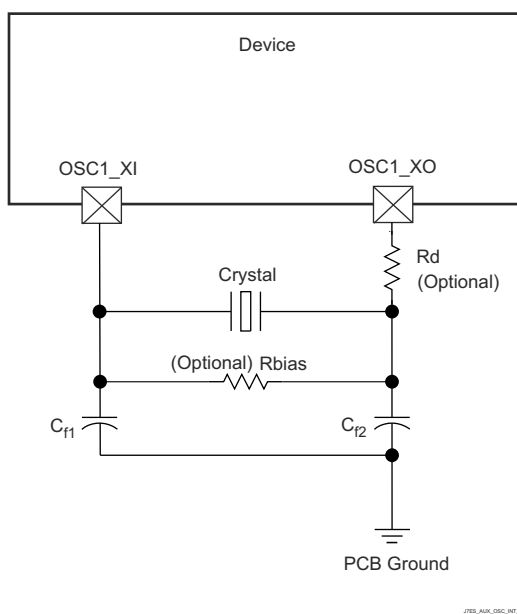 Device
OSC1_XI
OSC1_XO
Rd
(Optional)
Crystal
(Optional) Rbias
Cf1
Cf2
PCB Ground
J7ES_AUX_OSC_INT